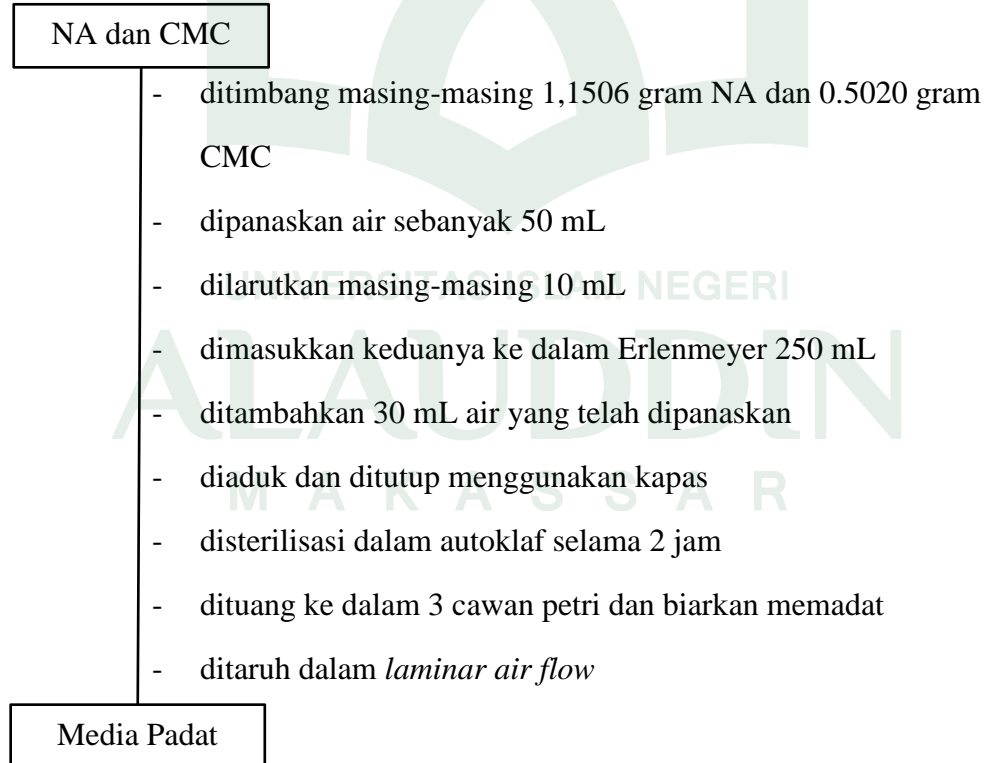 NA dan CMC
- ditimbang masing-masing 1,1506 gram NA dan 0.5020 gram
CMC
- dipanaskan air sebanyak 50 mL
UNIVERSITAS ISLAM NEGERI
- dilarutkan masing-masing 10 mL
- dimasukkan keduanya ke dalam Erlenmeyer 250 mL
ALAUDDIN
- ditambahkan 30 mL air yang telah dipanaskan
- diaduk dan ditutup menggunakan kapas
MAKASSAR
- disterilisasi dalam autoklaf selama 2 jam
- dituang ke dalam 3 cawan petri dan biarkan memadat
- ditaruh dalam laminar air flow
Media Padat